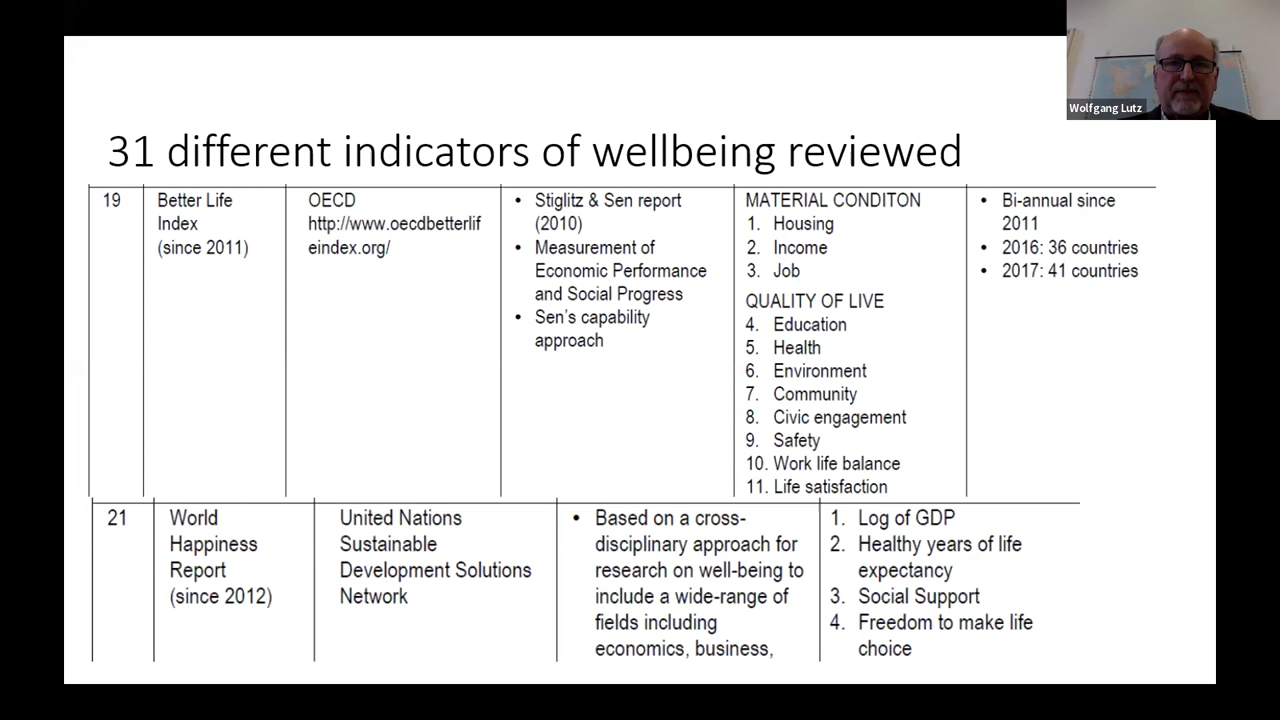 Wolfgang Lutz
31 different indicators of wellbeing reviewed
19
Better Life
Index
(since 2011)
OECD
http://www.oecdbetterlif
eindex.org/
• Stiglitz & Sen report
(2010)
• Measurement of
Economic Performance
and Social Progress
• Sen's capability
approach
MATERIAL CONDITON
1. Housing
2. Income
3. Job
QUALITY OF LIVE
4. Education
5. Health
6. Environment
7. Community
8. Civic engagement
9. Safety
10. Work life balance
11. Life satisfaction
• Bi-annual since
2011
• 2016: 36 countries
• 2017: 41 countries
21
World
Happiness
Report
(since 2012)
United Nations
Sustainable
Development Solutions
Network
• Based on a cross-
disciplinary approach for
research on well-being to
include a wide-range of
fields including
economics, business,
1. Log of GDP
2. Healthy years of life
expectancy
3. Social Support
4. Freedom to make life
choice